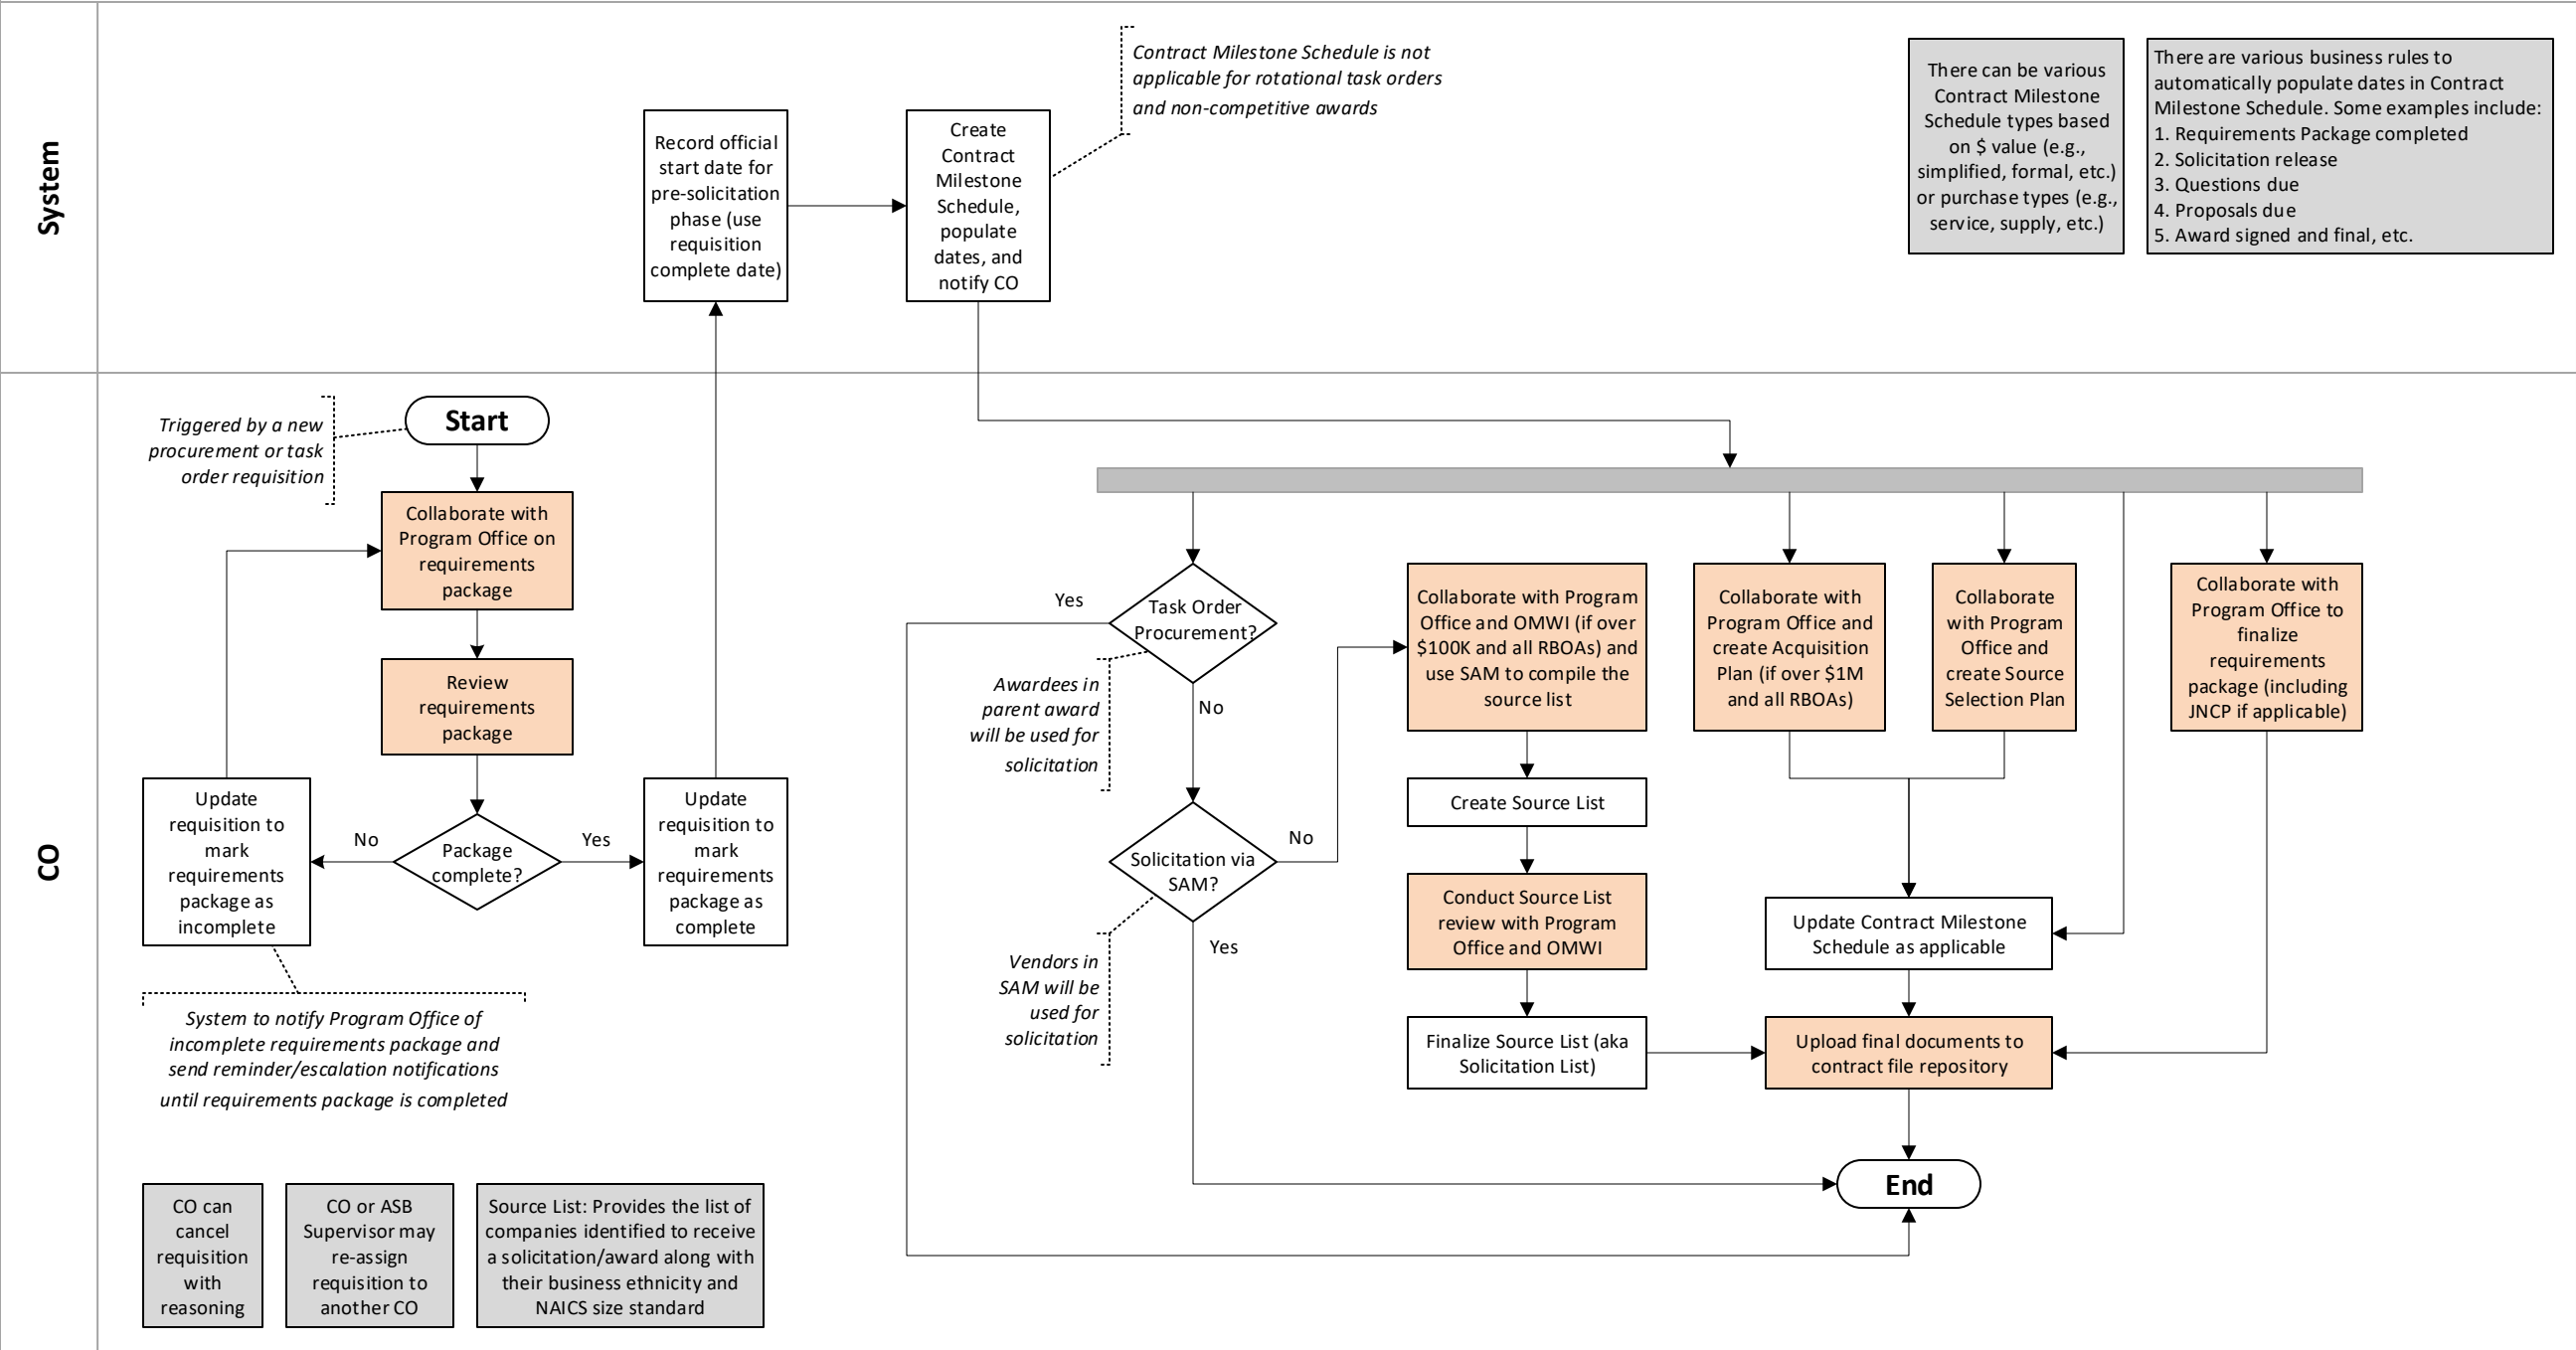 System
Record official
start date for
pre-solicitation
phase (use
requisition
complete date)
Create
Contract
Milestone
Schedule,
populate
dates, and
notify CO
Contract Milestone Schedule is not
applicable for rotational task orders
and non-competitive awards
There can be various
Contract Milestone
Schedule types based
on $ value (e.g.,
simplified, formal, etc.)
or purchase types (e.g.,
service, supply, etc.)
There are various business rules to
automatically populate dates in Contract
Milestone Schedule. Some examples include:
1. Requirements Package completed
2. Solicitation release
3. Questions due
4. Proposals due
5. Award signed and final, etc.
CO
Triggered by a new
procurement or task
order requisition
Start
Collaborate with
Program Office on
requirements
package
Review
requirements
package
Package
complete?
No
Yes
Update
requisition to
mark
requirements
package as
incomplete
Update
requisition to
mark
requirements
package as
complete
System to notify Program Office of
incomplete requirements package and
send reminder/escalation notifications
until requirements package is completed
CO can
cancel
requisition
with
reasoning
CO or ASB
Supervisor may
re-assign
requisition to
another CO
Source List: Provides the list of
companies identified to receive
a solicitation/award along with
their business ethnicity and
NAICS size standard
Yes
Task Order
Procurement?
Awardees in
parent award
will be used for
solicitation
No
Solicitation via
SAM?
No
Yes
Vendors in
SAM will be
used for
solicitation
Collaborate with Program
Office and OMWI (if over
$100K and all RBOAs) and
use SAM to compile the
source list
Create Source List
Conduct Source List
review with Program
Office and OMWI
Finalize Source List (aka
Solicitation List)
Collaborate with
Program Office and
create Acquisition
Plan (if over $1M
and all RBOAs)
Collaborate
with Program
Office and
create Source
Selection Plan
Collaborate with
Program Office to
finalize
requirements
package (including
JNCP if applicable)
Update Contract Milestone
Schedule as applicable
Upload final documents to
contract file repository
End